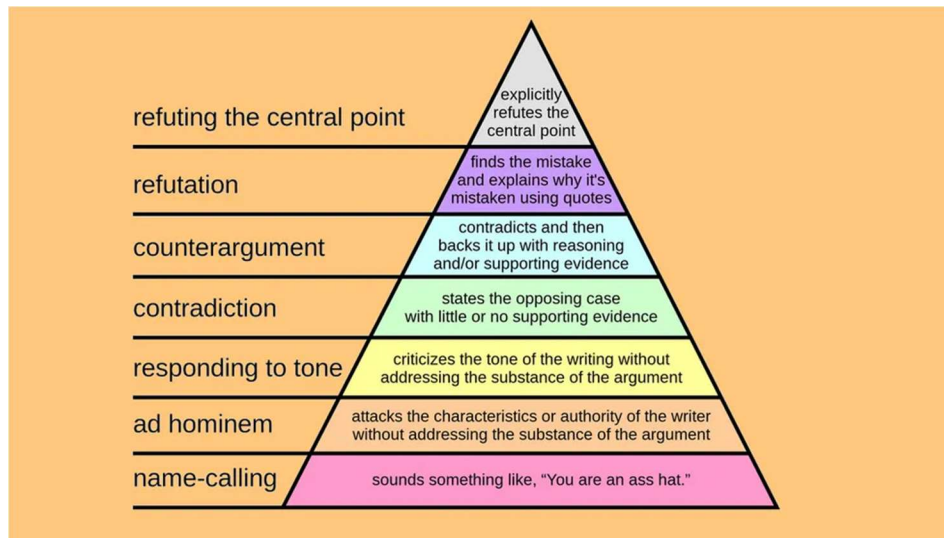 refuting the central point
explicitly
refutes the
central point
refutation
finds the mistake
and explains why it's
mistaken using quotes
counterargument
contradicts and then
backs it up with reasoning
and/or supporting evidence
contradiction
states the opposing case
with little or no supporting evidence
responding to tone
criticizes the tone of the writing without
addressing the substance of the argument
ad hominem
attacks the characteristics or authority of the writer
without addressing the substance of the argument
name-calling
sounds something like, “You are an ass hat.”